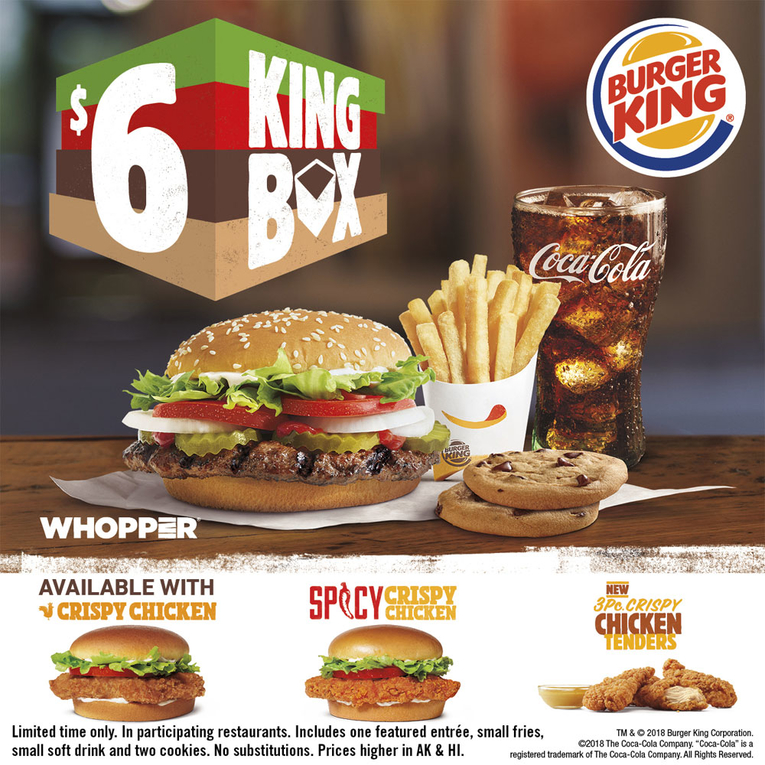 $6 KING
BOX
BURGER
KING®
Coca-Cola
BURGER
KING
WHOPPER®
AVAILABLE WITH
CRISPY CHICKEN
SPICY CRISPY
CHICKEN
NEW
3Pc. CRISPY
CHICKEN
TENDERS
Limited time only. In participating restaurants. Includes one featured entrée, small fries,
small soft drink and two cookies. No substitutions. Prices higher in AK & HI.
TM & © 2018 Burger King Corporation.
©2018 The Coca-Cola Company. "Coca-Cola" is a
registered trademark of The Coca-Cola Company. All Rights Reserved.